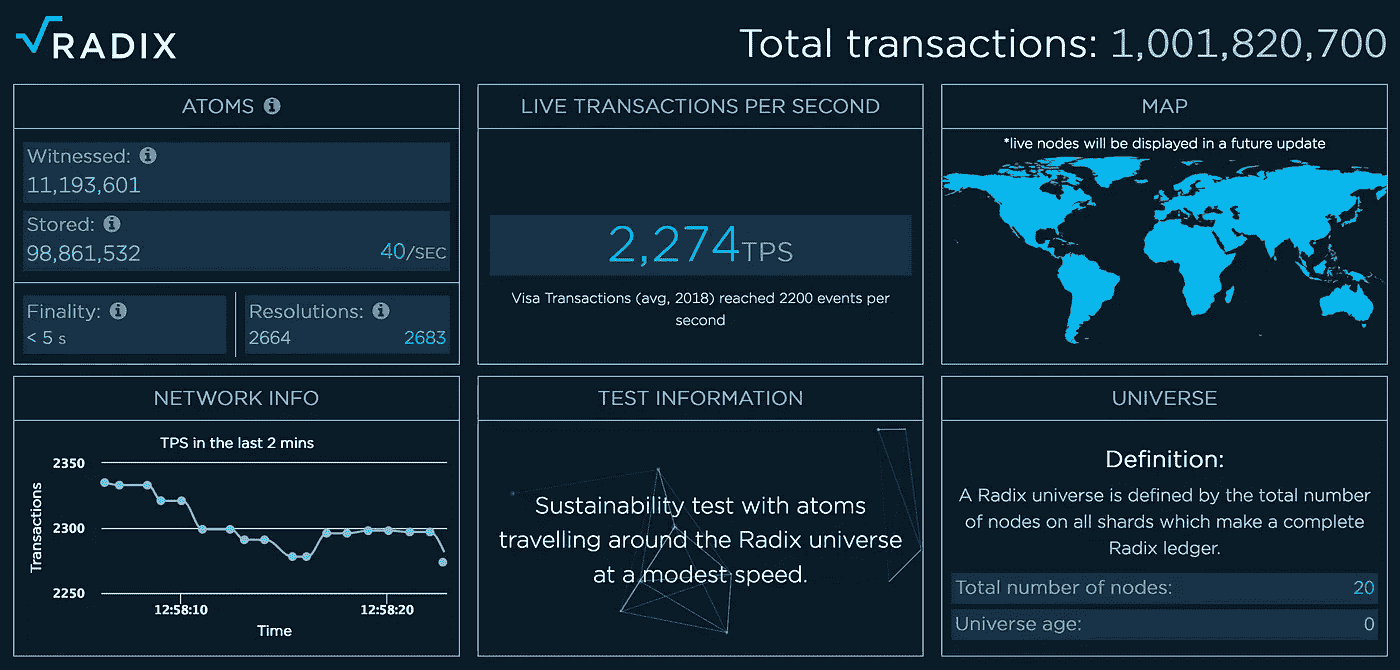 RADIX
Total transactions: 1,001,820,700
ATOMS
Witnessed:
11,193,601
Stored:
98,861,532
40/SEC
Finality:
< 5 s
Resolutions:
2664
2683
LIVE TRANSACTIONS PER SECOND
2,274TPS
Visa Transactions (avg, 2018) reached 2200 events per
second
MAP
*live nodes will be displayed in a future update
NETWORK INFO
TPS in the last 2 mins
Transactions
2350
2300
2250
12:58:10
12:58:20
Time
TEST INFORMATION
Sustainability test with atoms
travelling around the Radix universe
at a modest speed.
UNIVERSE
Definition:
A Radix universe is defined by the total number
of nodes on all shards which make a complete
Radix ledger.
Total number of nodes: 20
Universe age: 0